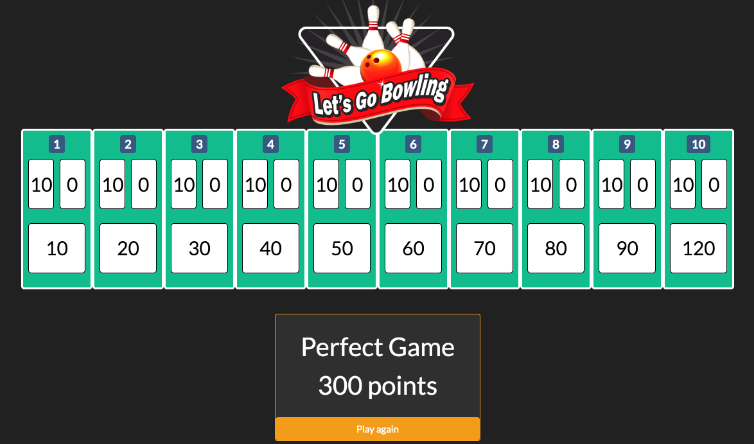 Let's Go Bowling
1 2 3 4 5 6 7 8 9 10
10 0 10 0 10 0 10 0 10 0 10 0 10 0 10 0 10 0 10 0
10 20 30 40 50 60 70 80 90 120
Perfect Game
300 points
Play again